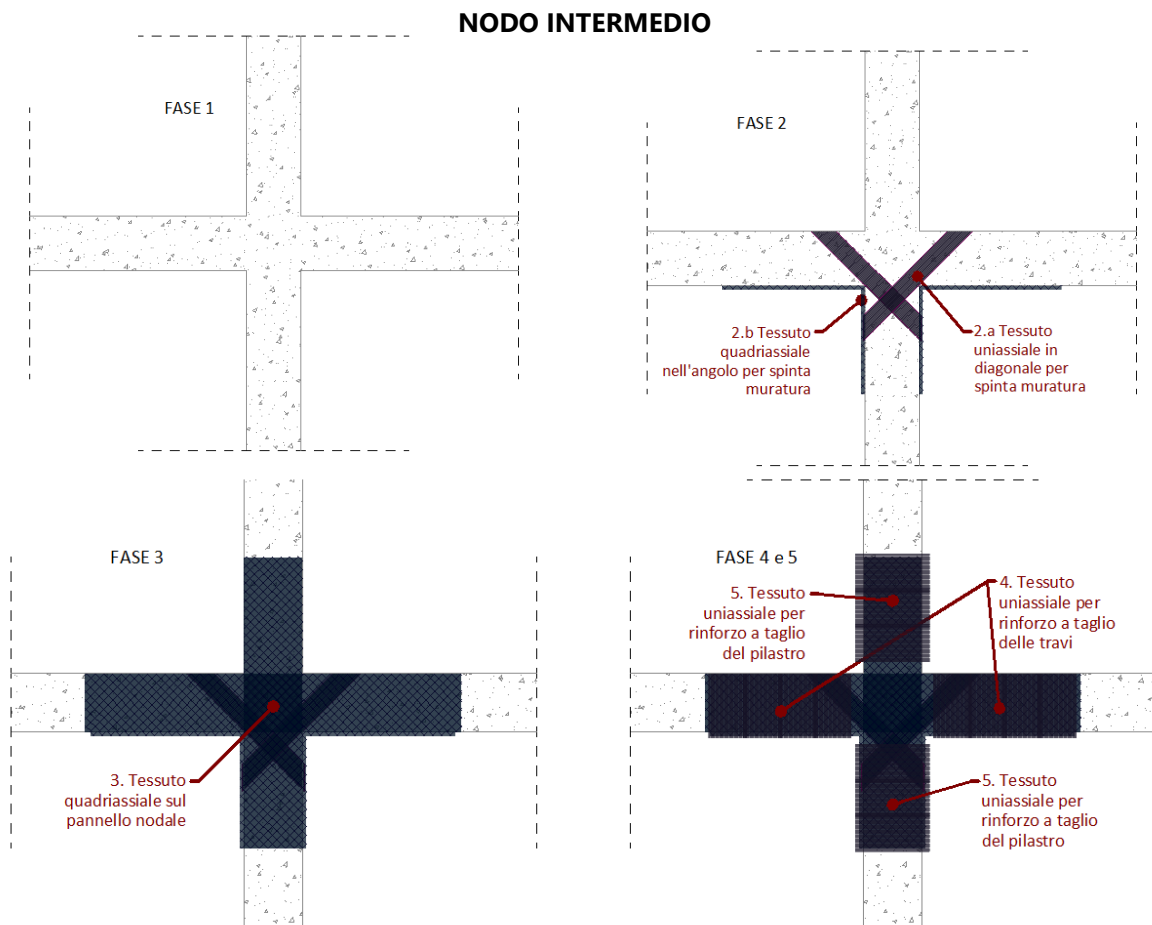 NODO INTERMEDIO
FASE 1
FASE 2
2.b Tessuto
quadriassiale
nell'angolo per spinta
muratura
2.a Tessuto
uniassiale in
diagonale per
spinta muratura
FASE 3
3. Tessuto
quadriassiale sul
pannello nodale
FASE 4 e 5
5. Tessuto
uniassiale per
rinforzo a taglio
del pilastro
4. Tessuto
uniassiale per
rinforzo a taglio
delle travi
5. Tessuto
uniassiale per
rinforzo a taglio
del pilastro